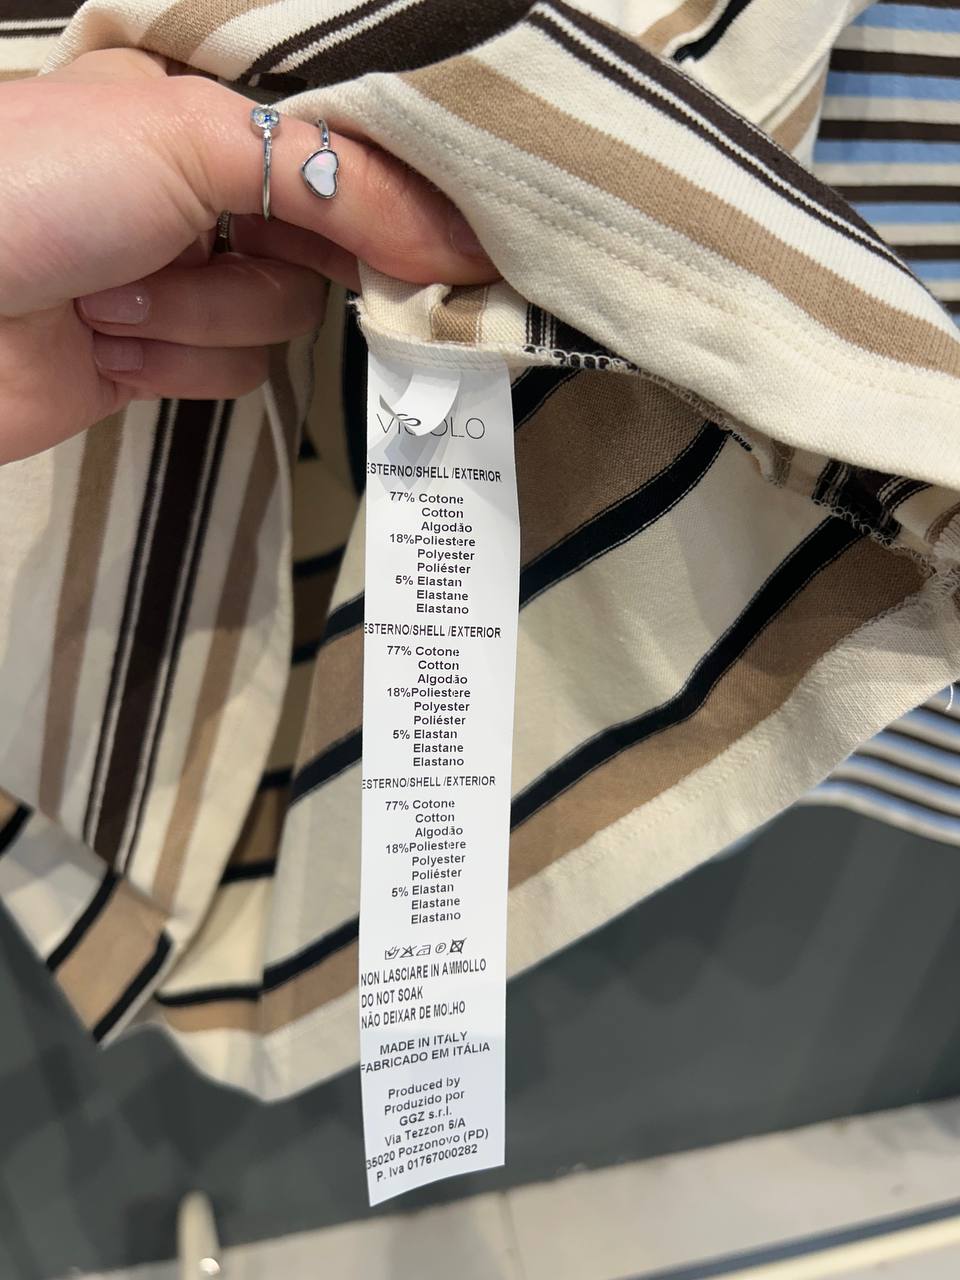 ESTERNO/SHELL /EXTERIOR
77% Cotone
Cotton
Algodão
18%Poliestere
Polyester
Poliéster
5% Elastan
Elastane
Elastano
ESTERNO/SHELL /EXTERIOR
77% Cotone
Cotton
Algodão
18%Poliestere
Polyester
Poliéster
5% Elastan
Elastane
Elastano
ESTERNO/SHELL /EXTERIOR
77% Cotone
Cotton
Algodão
18%Poliestere
Polyester
Poliéster
5% Elastan
Elastane
Elastano
NON LASCIARE IN AMMOLLO
DO NOT SOAK
NÃO DEIXAR DE MOLHO
MADE IN ITALY
FABRICADO EM ITÁLIA
Produced by
Produzido por
GGZ s.r.l.
Via Tezzon 6/A
35020 Pozzonovo (PD)
P. Iva 01767000282